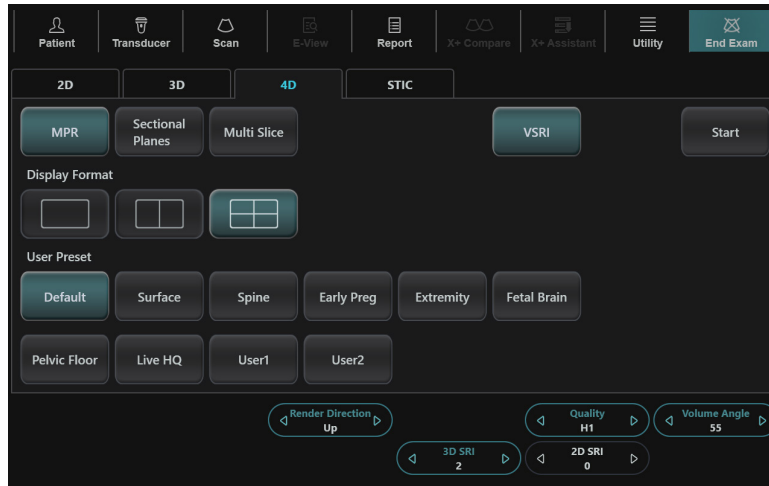 Patient Transducer Scan E-View Report X+ Compare X+ Assistant Utility End Exam
2D 3D 4D STIC
MPR Sectional Planes Multi Slice VSRI Start
Display Format
User Preset
Default Surface Spine Early Preg Extremity Fetal Brain
Pelvic Floor Live HQ User1 User2
Render Direction Quality Volume Angle
Up H1 55
3D SRI 2D SRI
2 0